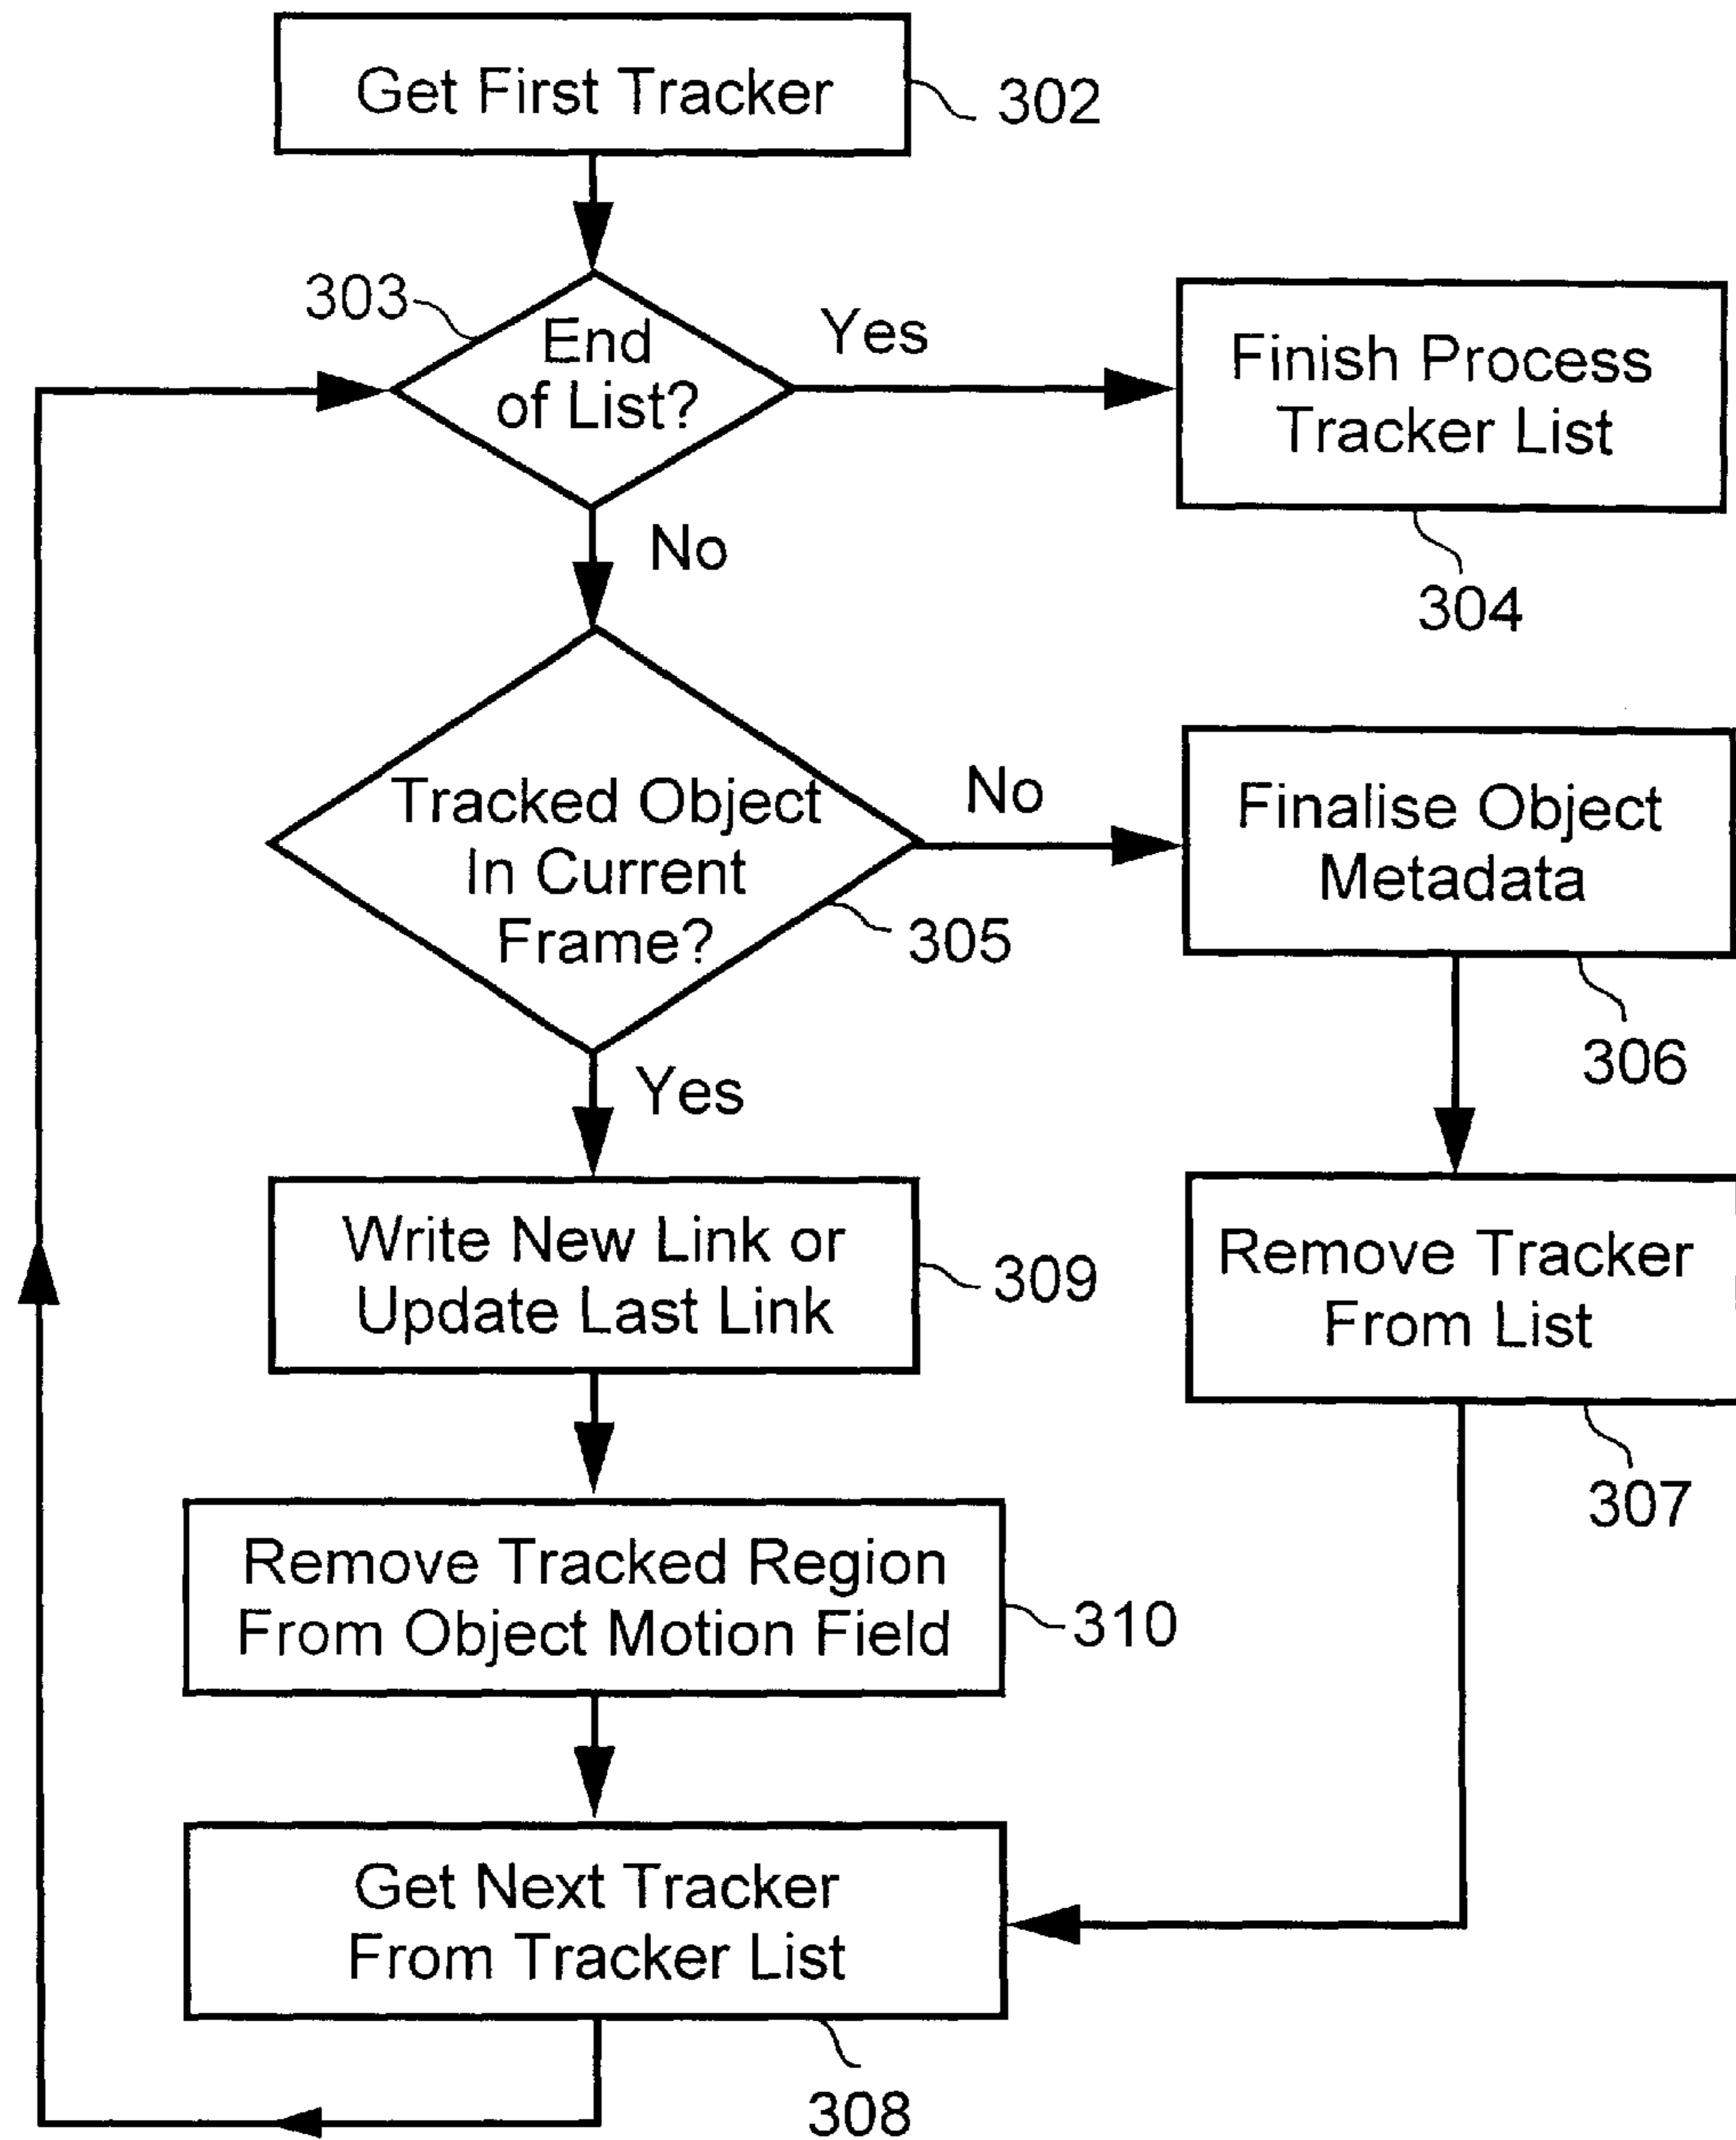 Get First Tracker
302
303
End
of List?
Yes
Finish Process
Tracker List
304
No
Tracked Object
In Current
Frame?
305
No
Finalise Object
Metadata
306
Yes
Write New Link or
Update Last Link
309
Remove Tracker
From List
307
Remove Tracked Region
From Object Motion Field
310
Get Next Tracker
From Tracker List
308